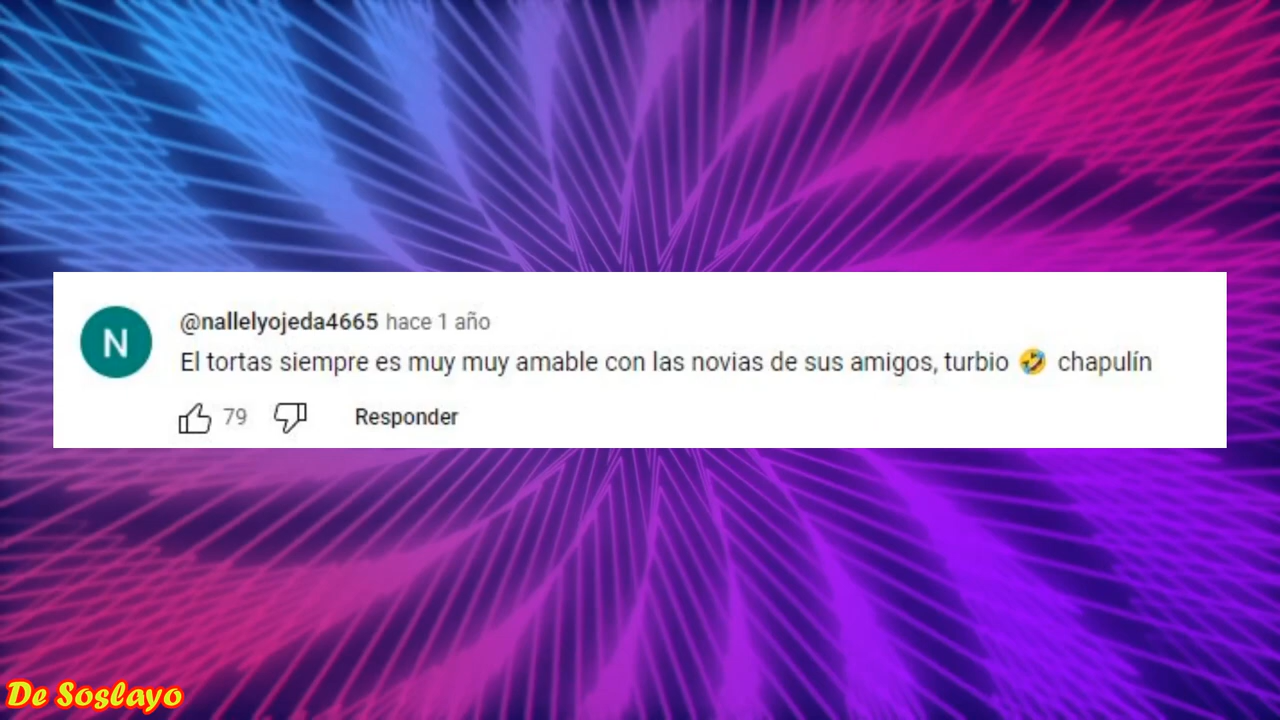 N
@nallelyojeda4665 hace 1 año
El tortas siempre es muy muy amable con las novias de sus amigos, turbio 🤣 chapulín
79 Responder
De Soslayo